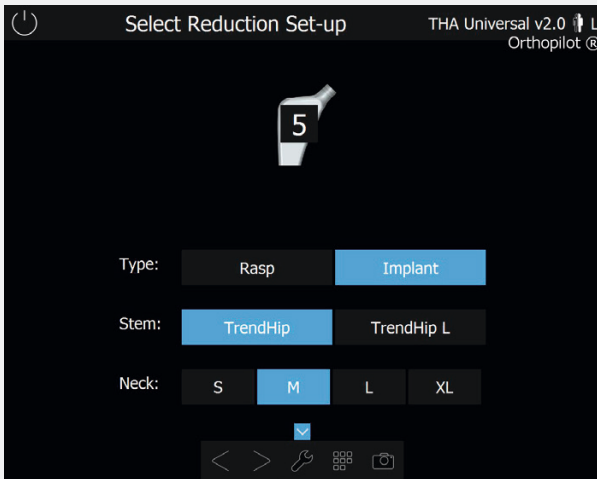 Select Reduction Set-up THA Universal v2.0 L
Orthopilot ®
5
Type: Rasp Implant
Stem: TrendHip TrendHip L
Neck: S M L XL